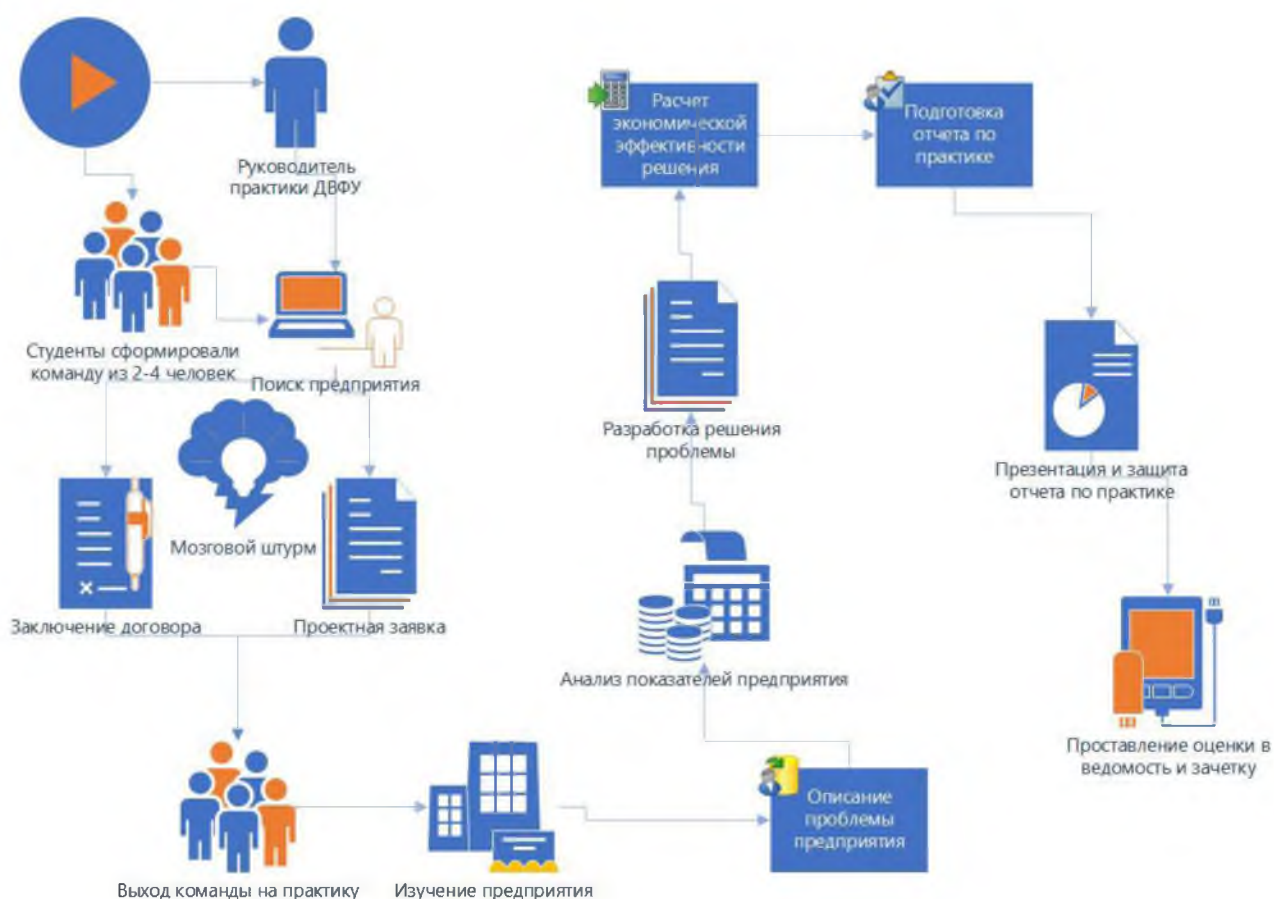 Руководитель
практики ДВФУ
Студенты сформировали
команду из 2-4 человек
Поиск предприятия
Мозговой штурм
Заключение договора
Проектная заявка
Выход команды на практику
Изучение предприятия
Описание
проблемы
предприятия
Анализ показателей предприятия
Разработка решения
проблемы
Расчет
экономической
эффективности
решения
Подготовка
отчета по
практике
Презентация и защита
отчета по практике
Проставление оценки в
ведомость и зачетку